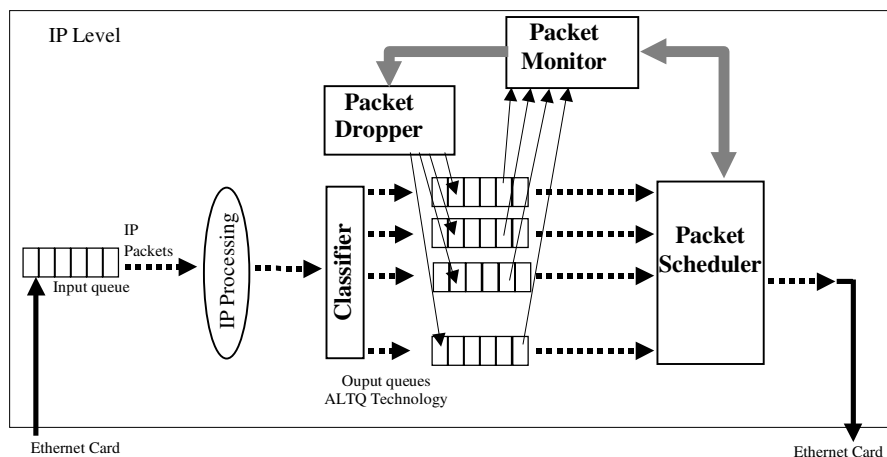 IP Level
Packet
Monitor
Packet
Dropper
IP
Packets
Input queue
IP Processing
Classifier
Packet
Scheduler
Ouput queues
ALTQ Technology
Ethernet Card
Ethernet Card